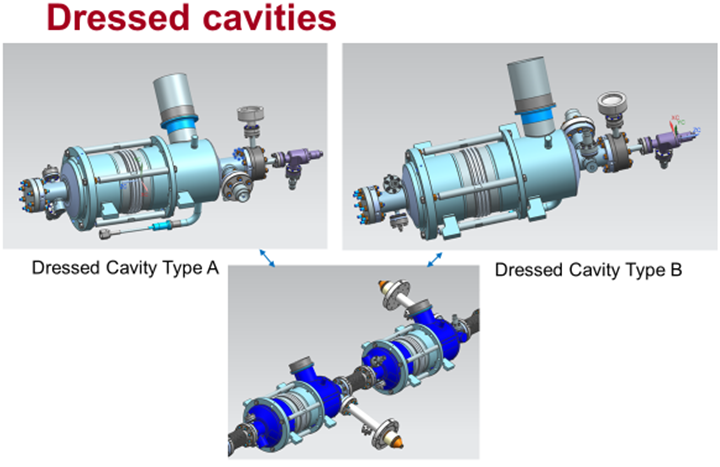 Dressed cavities
Dressed Cavity Type A
Dressed Cavity Type B